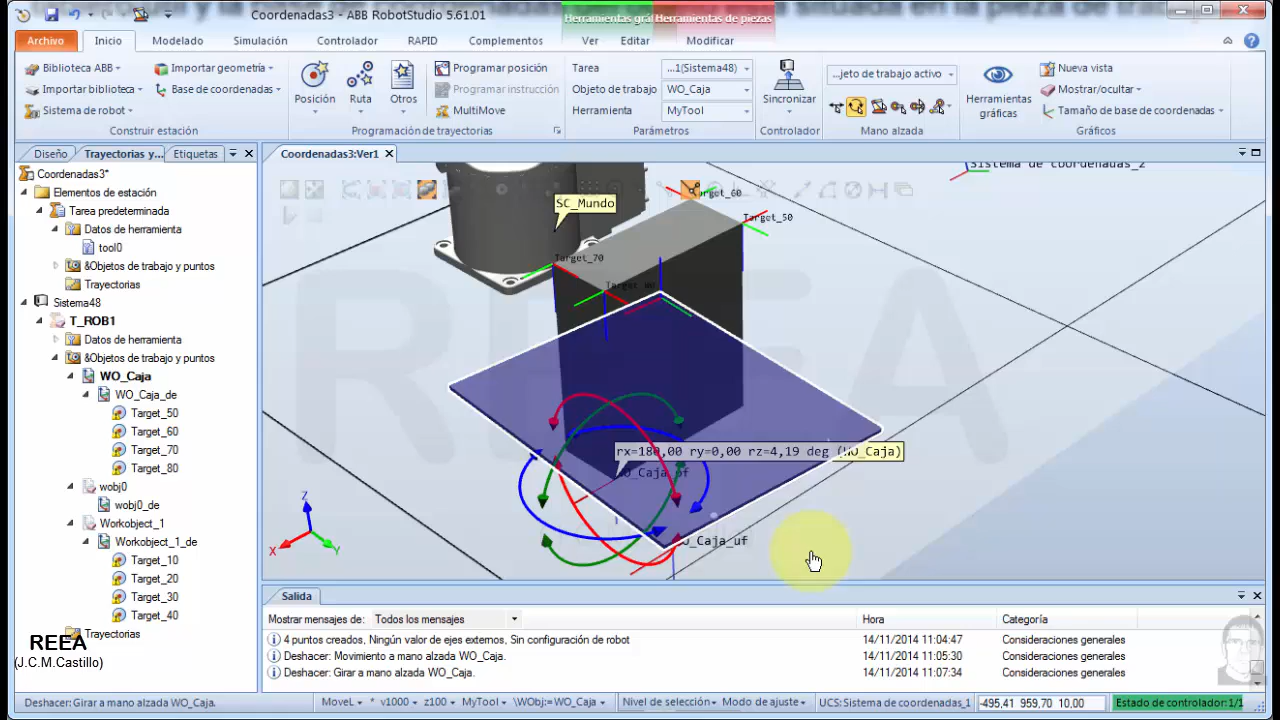 Coordenadas3 - ABB RobotStudio 5.61.01
Herramientas gráf
Herramientas de piezas
Archivo Inicio Modelado Simulación Controlador RAPID Complementos Ver Editar Modificar
Biblioteca ABB
Importar geometría
Importar biblioteca
Base de coordenadas
Sistema de robot
Construir estación
Posición
Ruta
Otros
Programar posición
Programar instrucción
MultiMove
Programación de trayectorias
Tarea ...1(Sistema48)
Objeto de trabajo WO_Caja
Herramienta MyTool
Parámetros
Sincronizar
Controlador
...jeto de trabajo activo
Mano alzada
Herramientas gráficas
Nueva vista
Mostrar/ocultar
Tamaño de base de coordenadas
Gráficos
Diseño Trayectorias y... Etiquetas
Coordenadas3:Ver1
Coordenadas3*
Elementos de estación
Tarea predeterminada
Datos de herramienta
tool0
&Objetos de trabajo y puntos
Trayectorias
Sistema48
T_ROB1
Datos de herramienta
&Objetos de trabajo y puntos
WO_Caja
WO_Caja_de
Target_50
Target_60
Target_70
Target_80
wobj0
wobj0_de
Workobject_1
Workobject_1_de
Target_10
Target_20
Target_30
Target_40
Trayectorias
REEA
(J.C.M.Castillo)
Sistema de coordenadas_2
SC_Mundo
Target_60
Target_50
Target_70
Target_80
REEA
rx=180,00 ry=0,00 rz=4,19 deg (WO_Caja)
WO_Caja_of
WO_Caja_uf
Z
X
Y
Salida
Mostrar mensajes de: Todos los mensajes Hora Categoría
4 puntos creados, Ningún valor de ejes externos, Sin configuración de robot 14/11/2014 11:04:47 Consideraciones generales
Deshacer: Movimiento a mano alzada WO_Caja. 14/11/2014 11:05:30 Consideraciones generales
Deshacer: Girar a mano alzada WO_Caja. 14/11/2014 11:07:34 Consideraciones generales
Deshacer:Girar a mano alzada WO_Caja. MoveL * v1000 z100 MyTool \WObj:=WO_Caja Nivel de selección Modo de ajuste UCS:Sistema de coordenadas_1 -495,41 959,70 10,00 Estado de controlador:1/1